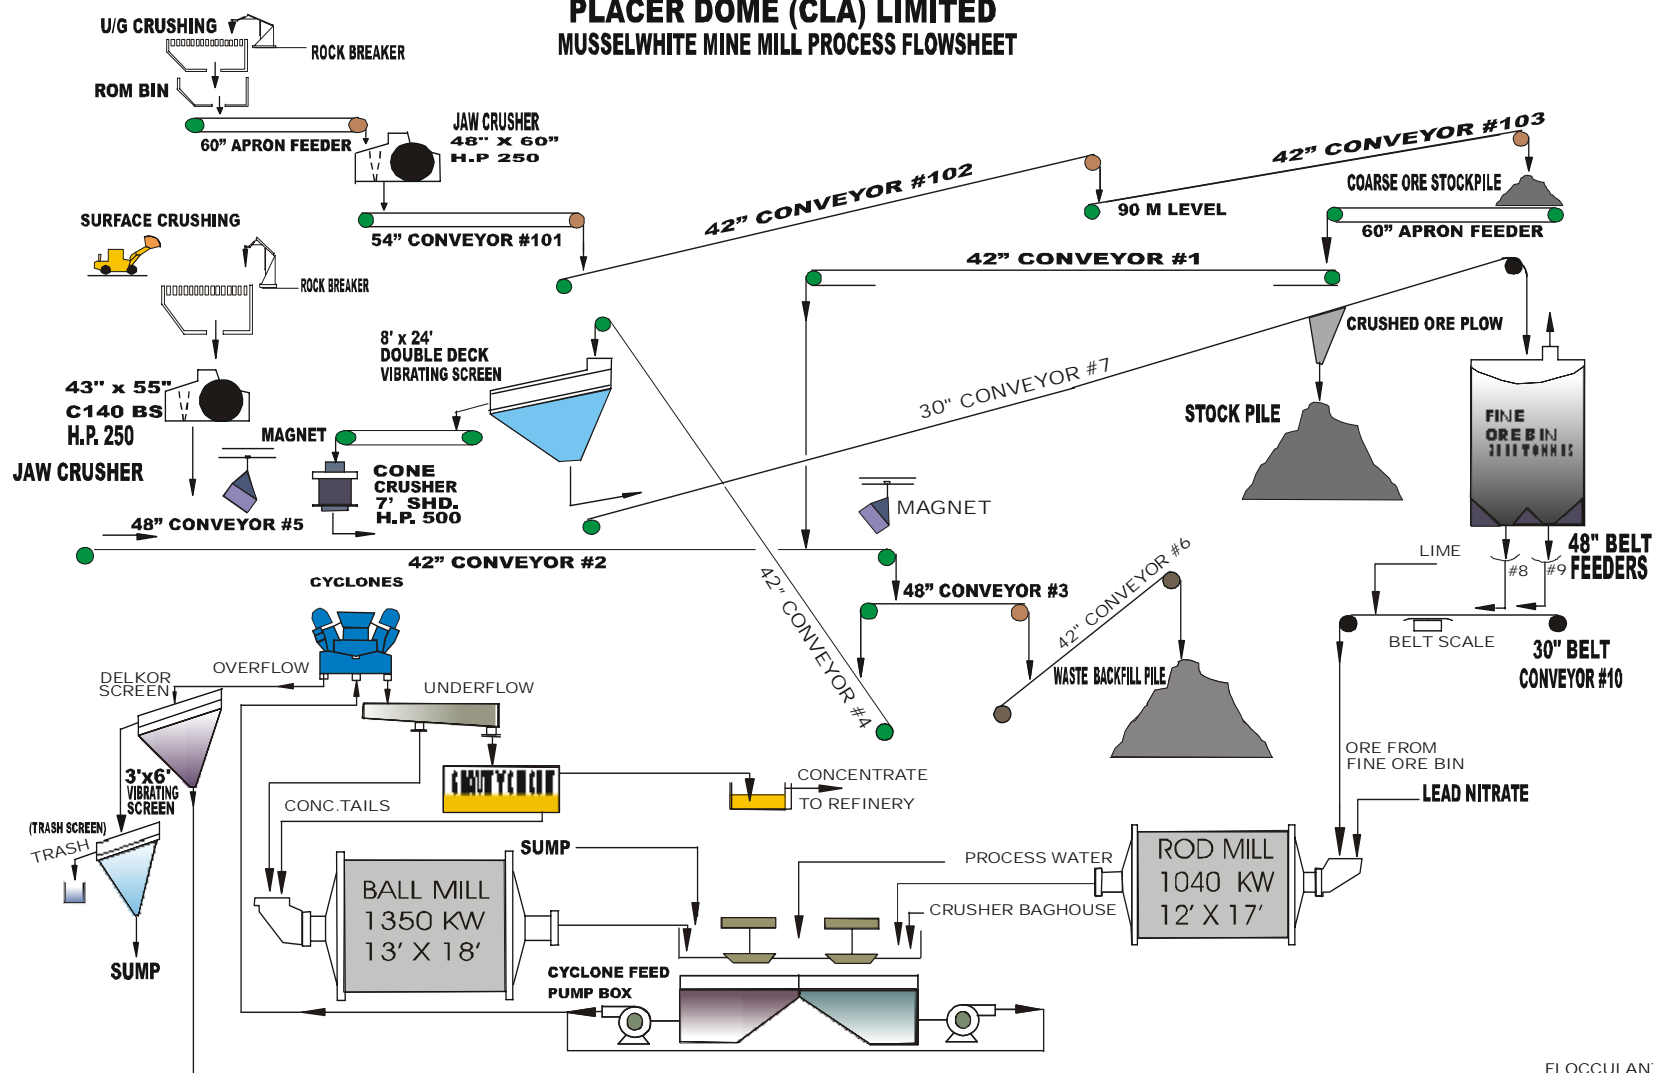 PLACER DOME (CLA) LIMITED
MUSSELWHITE MINE MILL PROCESS FLOWSHEET
U/G CRUSHING
ROCK BREAKER
ROM BIN
60" APRON FEEDER
JAW CRUSHER
48" X 60"
H.P 250
54" CONVEYOR #101
42" CONVEYOR #102
90 M LEVEL
42" CONVEYOR #103
COARSE ORE STOCKPILE
60" APRON FEEDER
42" CONVEYOR #1
SURFACE CRUSHING
ROCK BREAKER
43" x 55"
C140 BS
H.P. 250
JAW CRUSHER
8' x 24'
DOUBLE DECK
VIBRATING SCREEN
MAGNET
CONE
CRUSHER
7' SHD.
H.P. 500
48" CONVEYOR #5
42" CONVEYOR #2
30" CONVEYOR #7
CRUSHED ORE PLOW
STOCK PILE
FINE
ORE BIN
MAGNET
48" CONVEYOR #3
42" CONVEYOR #4
42" CONVEYOR #6
WASTE BACKFILL PILE
48" BELT
FEEDERS
#8
#9
LIME
BELT SCALE
30" BELT
CONVEYOR #10
CYCLONES
OVERFLOW
UNDERFLOW
DELKOR
SCREEN
3'x6'
VIBRATING
SCREEN
(TRASH SCREEN)
TRASH
SUMP
CONC.TAILS
CONCENTRATE
TO REFINERY
ORE FROM
FINE ORE BIN
LEAD NITRATE
SUMP
PROCESS WATER
CRUSHER BAGHOUSE
BALL MILL
1350 KW
13' X 18'
ROD MILL
1040 KW
12' X 17'
CYCLONE FEED
PUMP BOX
FLOCCULANT